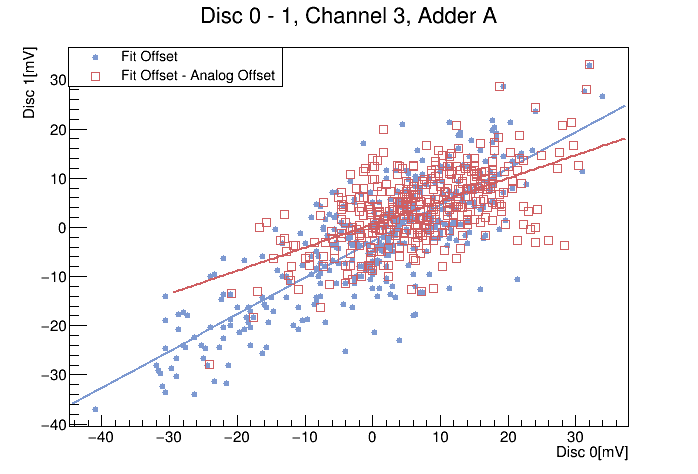 Disc 0 - 1, Channel 3, Adder A
Disc 1[mV]
Fit Offset
Fit Offset - Analog Offset
30
20
10
0
−10
−20
−30
−40
−40 −30 −20 −10 0 10 20 30
Disc 0[mV]